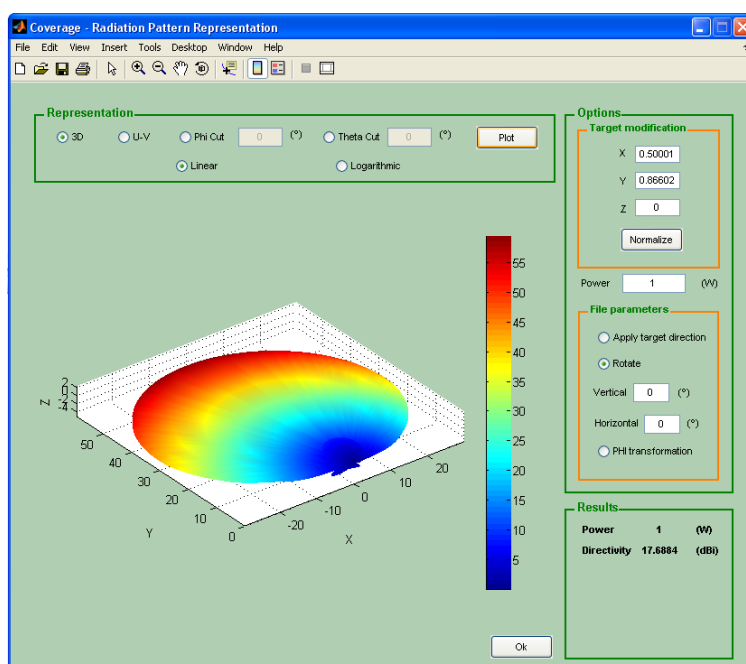 Coverage - Radiation Pattern Representation
File Edit View Insert Tools Desktop Window Help
Representation
3D U-V Phi Cut 0 (°) Theta Cut 0 (°) Plot
Linear Logarithmic
Options
Target modification
X 0.50001
Y 0.86602
Z 0
Normalize
Power 1 (W)
File parameters
Apply target direction
Rotate
Vertical 0 (°)
Horizontal 0 (°)
PHI transformation
Results
Power 1 (W)
Directivity 17.6884 (dBi)
Z
2
0
-2
-4
50
40
30
20
10
0
Y
-20
-10
0
10
20
X
55
50
45
40
35
30
25
20
15
10
5
Ok